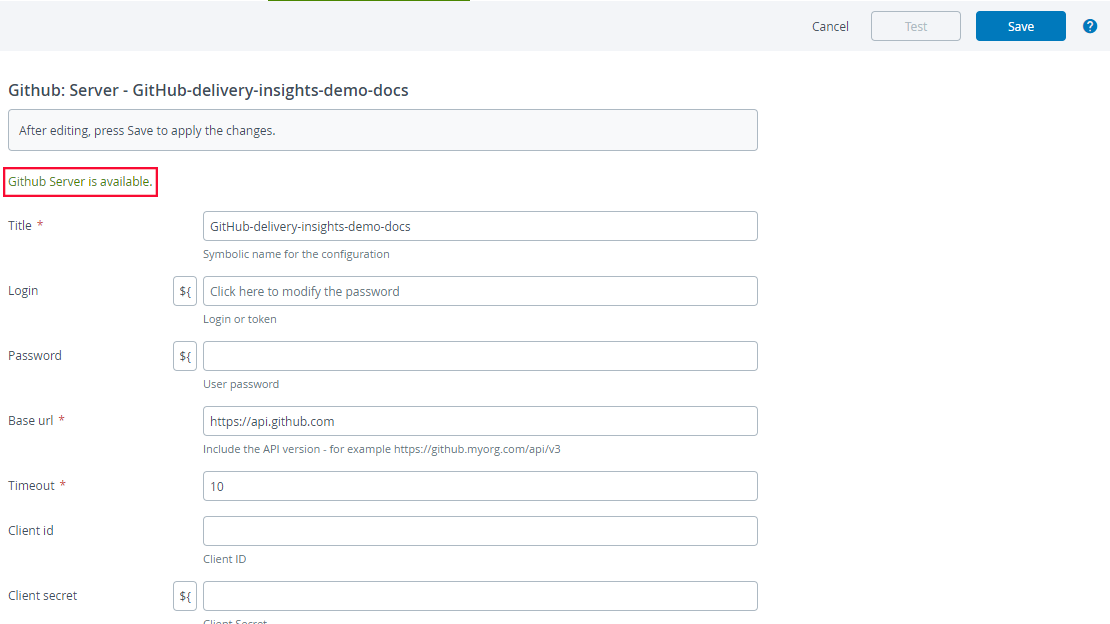 Cancel Test Save ?
Github: Server - GitHub-delivery-insights-demo-docs
After editing, press Save to apply the changes.
Github Server is available.
Title * GitHub-delivery-insights-demo-docs
Symbolic name for the configuration
Login ${ Click here to modify the password
Login or token
Password ${
User password
Base url * https://api.github.com
Include the API version - for example https://github.myorg.com/api/v3
Timeout * 10
Client id
Client ID
Client secret ${
Client Secret